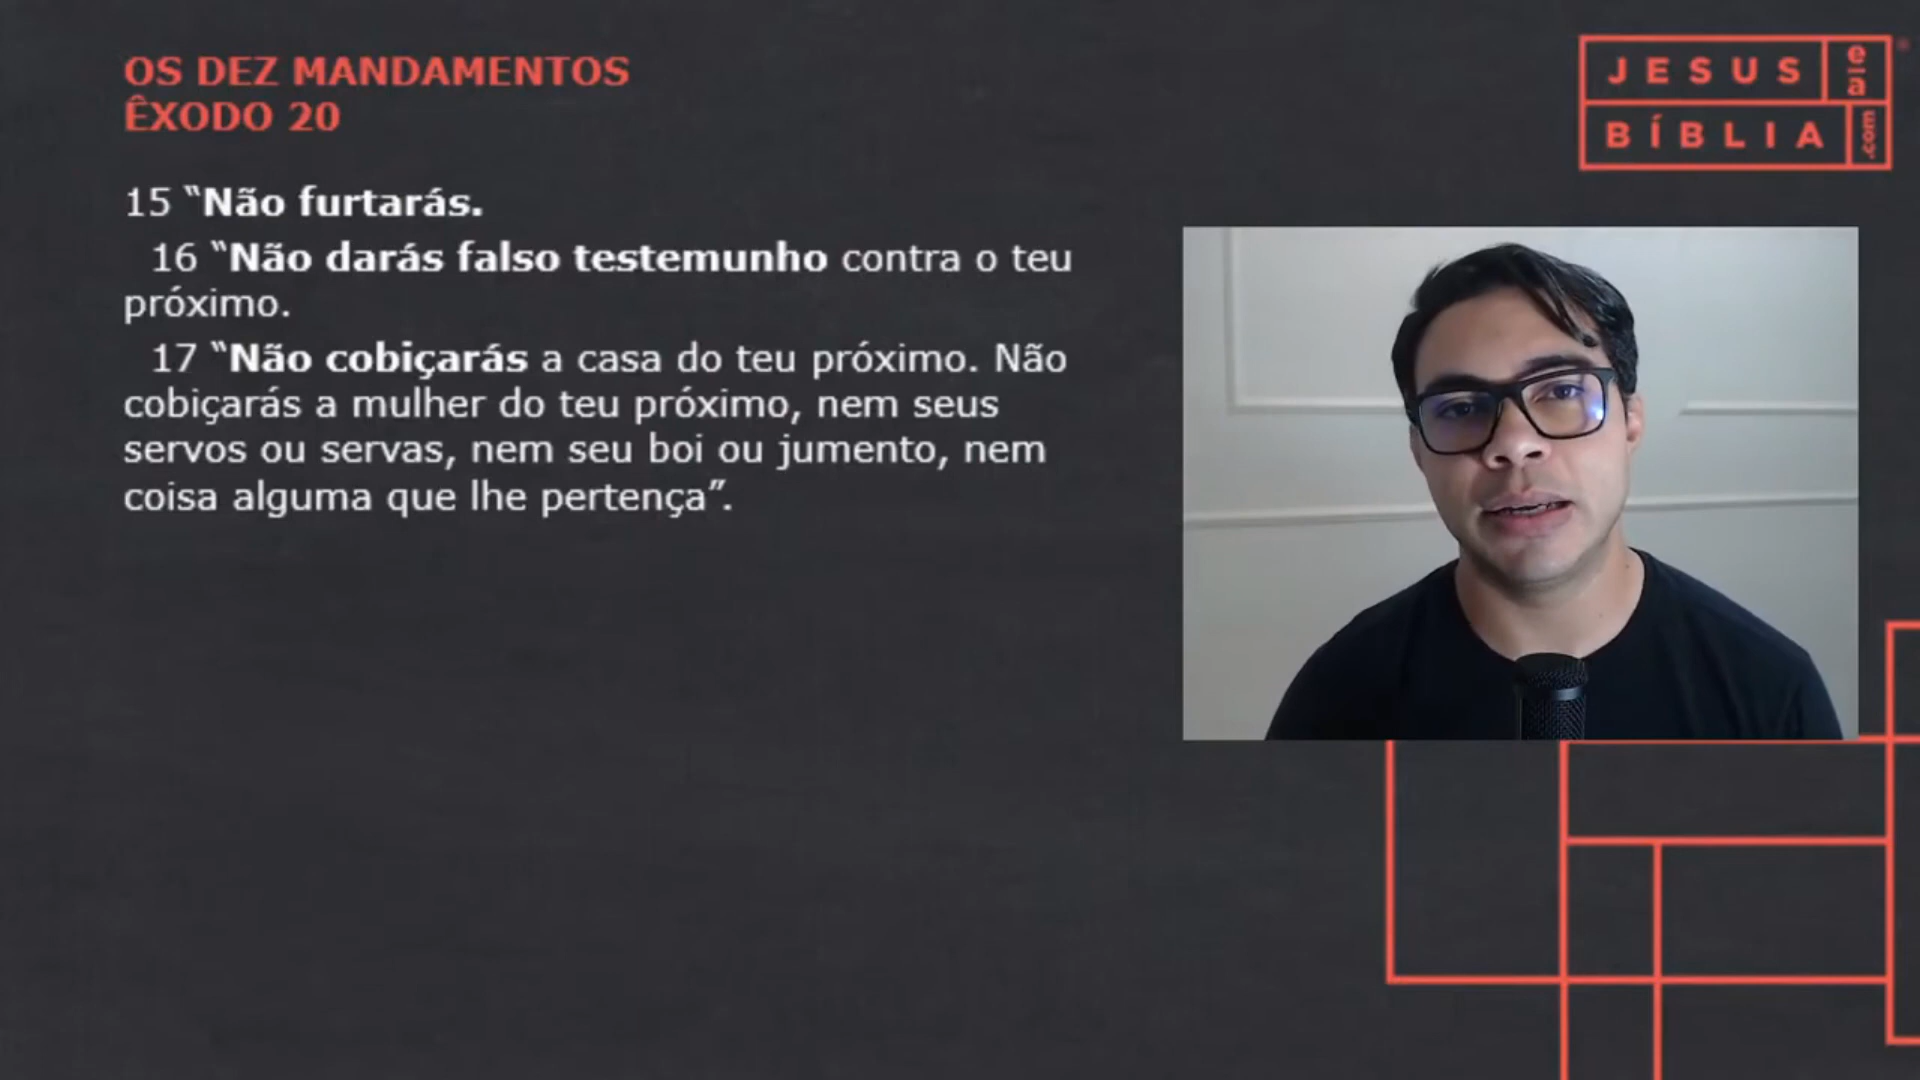 OS DEZ MANDAMENTOS
ÊXODO 20
15 “Não furtarás.
16 “Não darás falso testemunho contra o teu
próximo.
17 “Não cobiçarás a casa do teu próximo. Não
cobiçarás a mulher do teu próximo, nem seus
servos ou servas, nem seu boi ou jumento, nem
coisa alguma que lhe pertença”.
JESUS e a
BÍBLIA .com